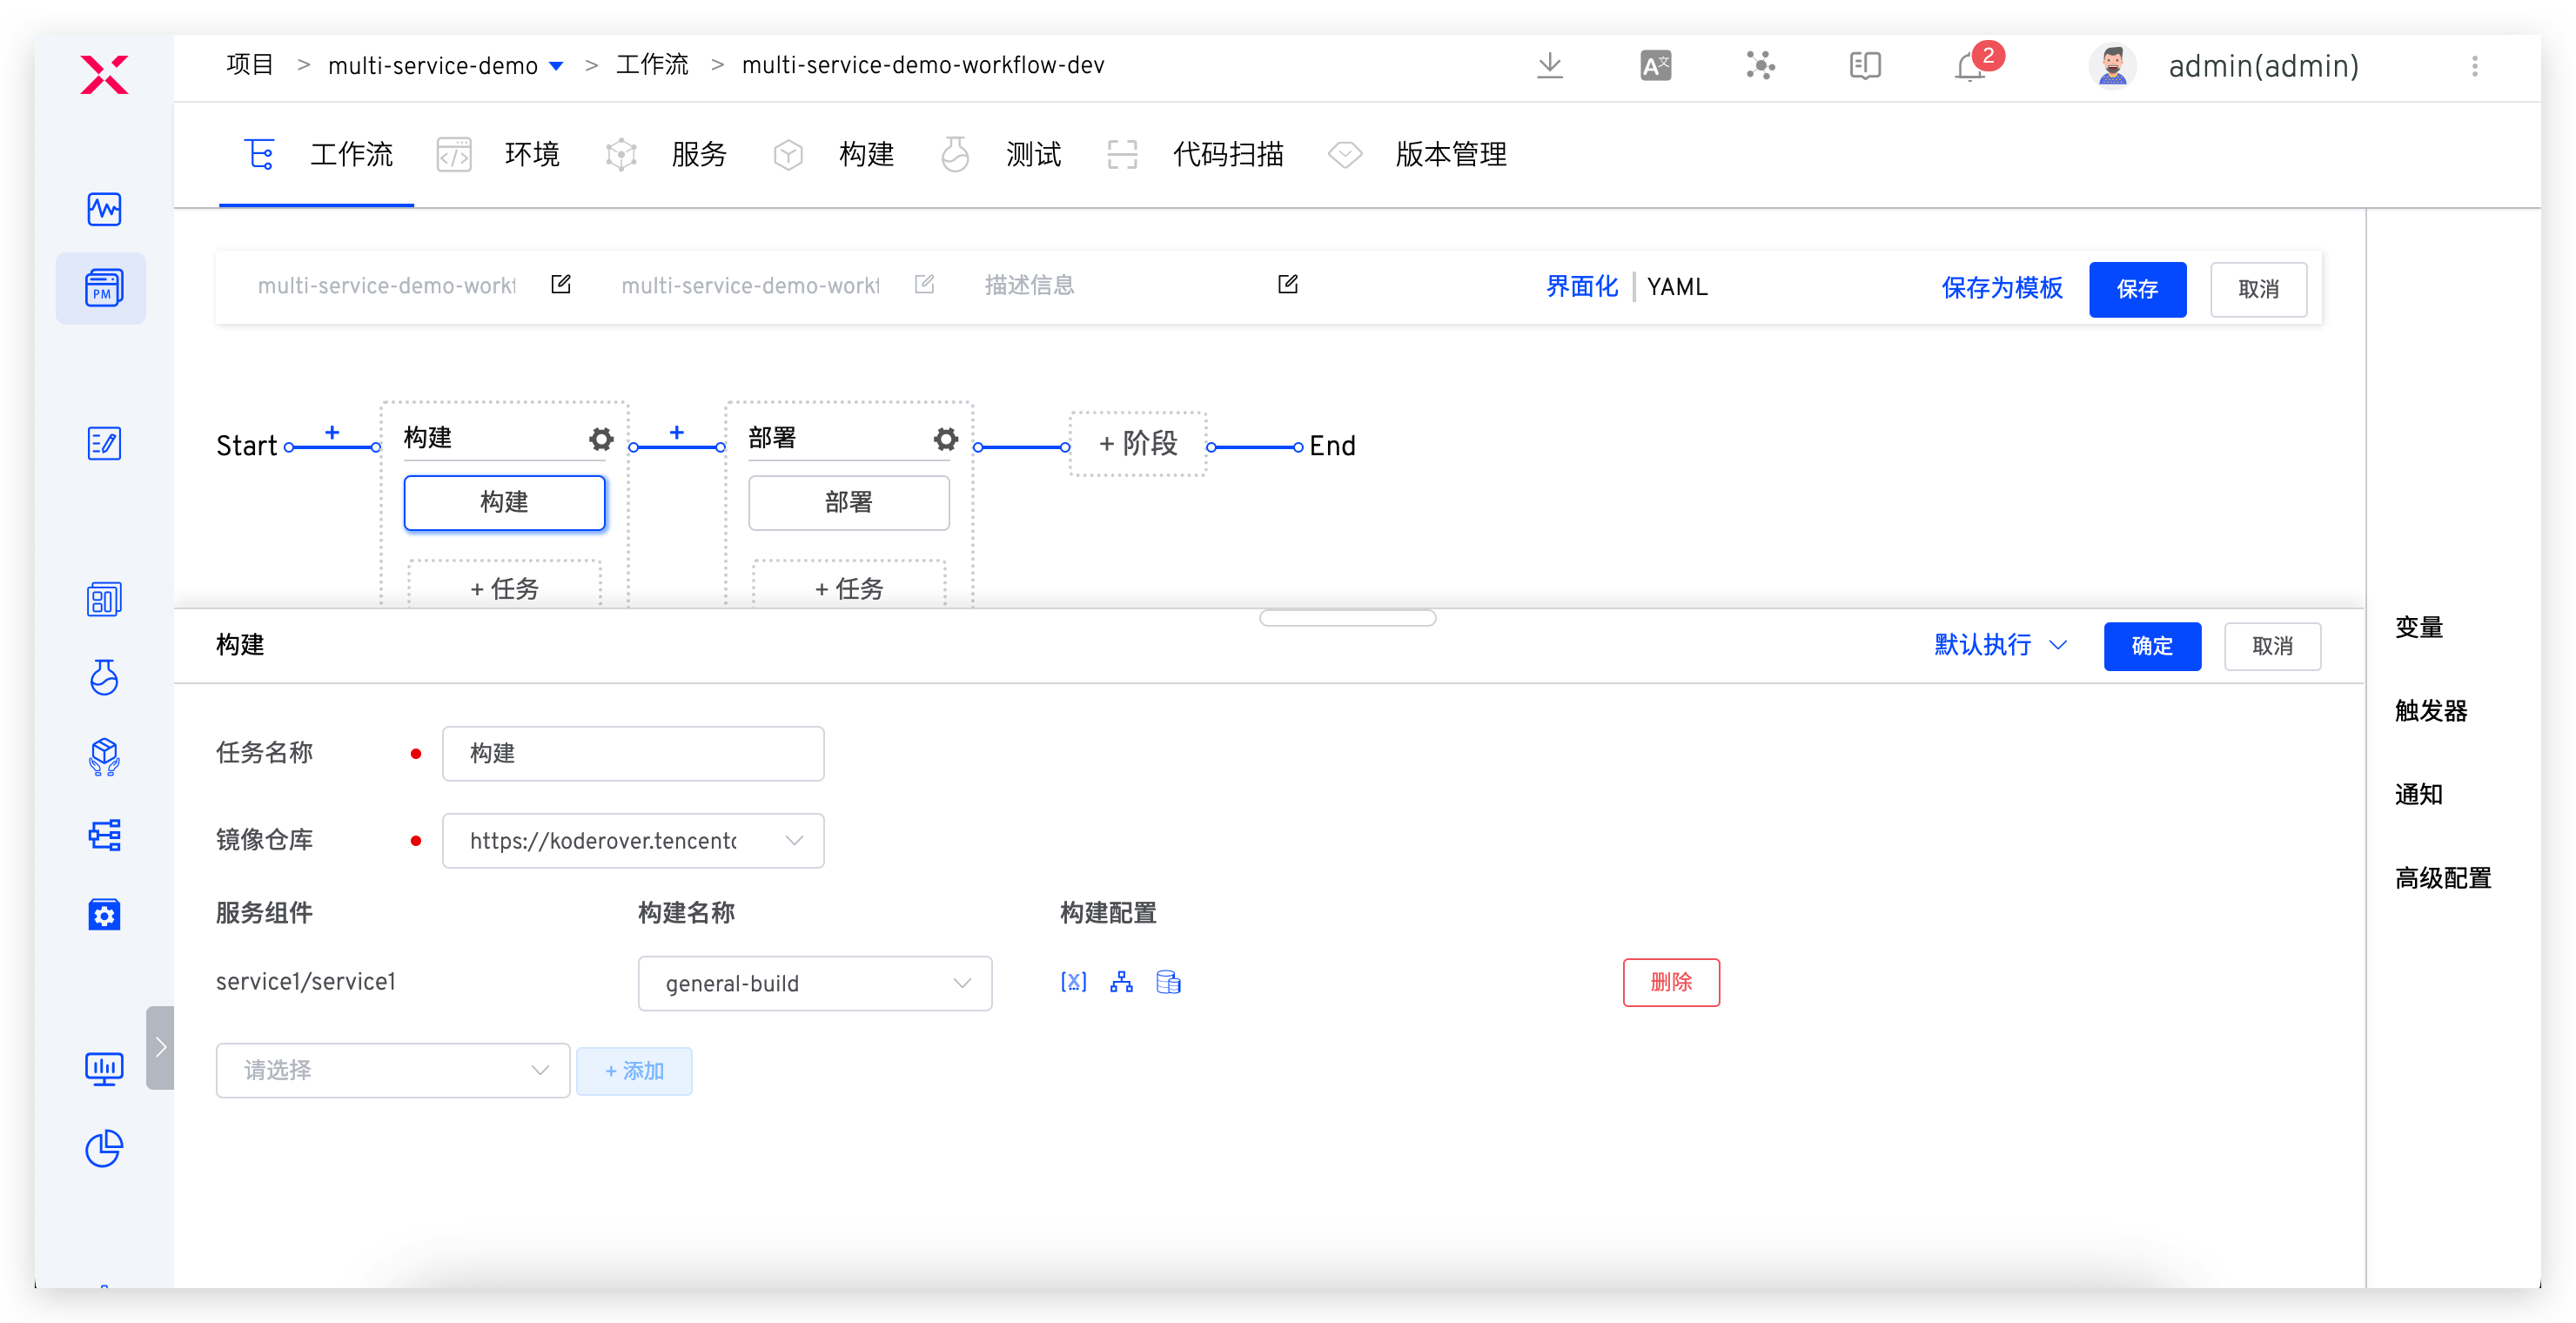 项目 > multi-service-demo > 工作流 > multi-service-demo-workflow-dev
2
admin(admin)
工作流 环境 服务 构建 测试 代码扫描 版本管理
PM
multi-service-demo-workf multi-service-demo-workf 描述信息 界面化 | YAML 保存为模板 保存 取消
Start + 构建 + 部署 + 阶段 End
构建 部署
+ 任务 + 任务
构建 默认执行 确定 取消
变量
触发器
通知
高级配置
任务名称 构建
镜像仓库 https://koderover.tencentc
服务组件 构建名称 构建配置
service1/service1 general-build 删除
请选择 + 添加